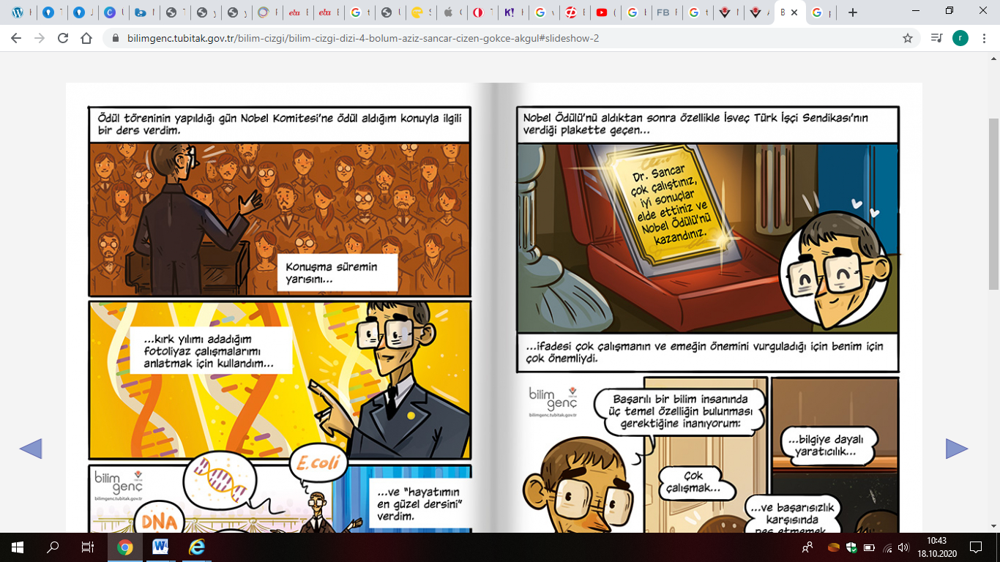 bilimgenc.tubitak.gov.tr/bilim-cizgi/bilim-cizgi-dizi-4-bolum-aziz-sancar-cizen-gokce-akgul#slideshow-2
Ödül töreninin yapıldığı gün Nobel Komitesi'ne ödül aldığım konuyla ilgili
bir ders verdim.
Konuşma süremin
yarısını...
...kırk yılımı adadığım
fotoliyaz çalışmalarımı
anlatmak için kullandım...
bilim
genç
bilimgenc.tubitak.gov.tr
E.coli
DNA
...ve "hayatımın
en güzel dersini"
verdim.
Nobel Ödülü'nü aldıktan sonra özellikle İsveç Türk İşçi Sendikası'nın
verdiği plakette geçen...
Dr. Sancar
çok çalıştınız,
iyi sonuçlar
elde ettiniz ve
Nobel Ödülü'nü
kazandınız.
...ifadesi çok çalışmanın ve emeğin önemini vurguladığı için benim için
çok önemliydi.
bilim
genç
bilimgenc.tubitak.gov.tr
Başarılı bir bilim insanında
üç temel özelliğin bulunması
gerektiğine inanıyorum:
Çok
çalışmak...
...bilgiye dayalı
yaratıcılık...
...ve başarısızlık
karşısında
10:43
18.10.2020